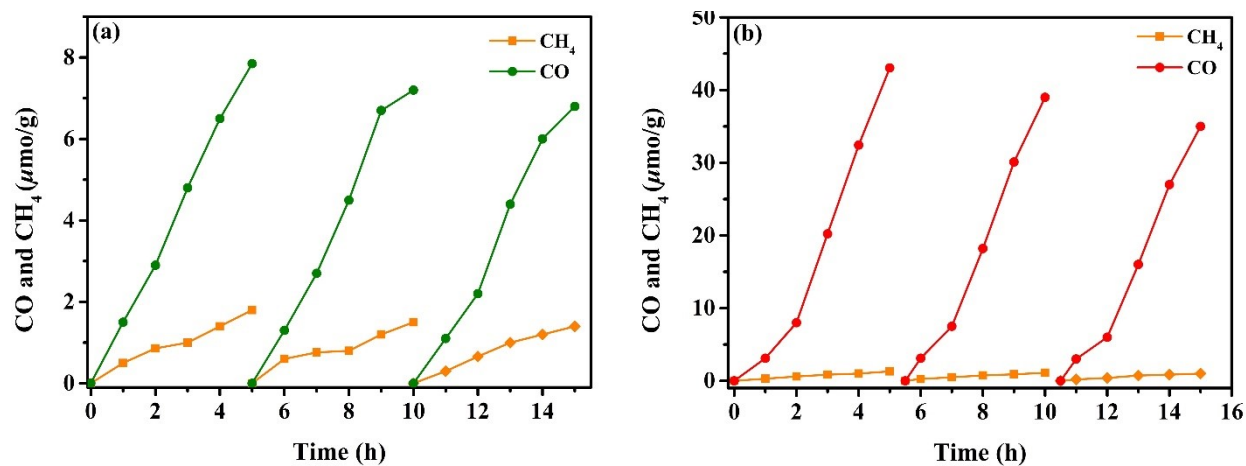 (a)
CH₄
CO
8
6
4
2
0
CO and CH₄ (μmo/g)
0 2 4 6 8 10 12 14
Time (h)
(b)
CH₄
CO
50
40
30
20
10
0
CO and CH₄ (μmo/g)
0 2 4 6 8 10 12 14 16
Time (h)